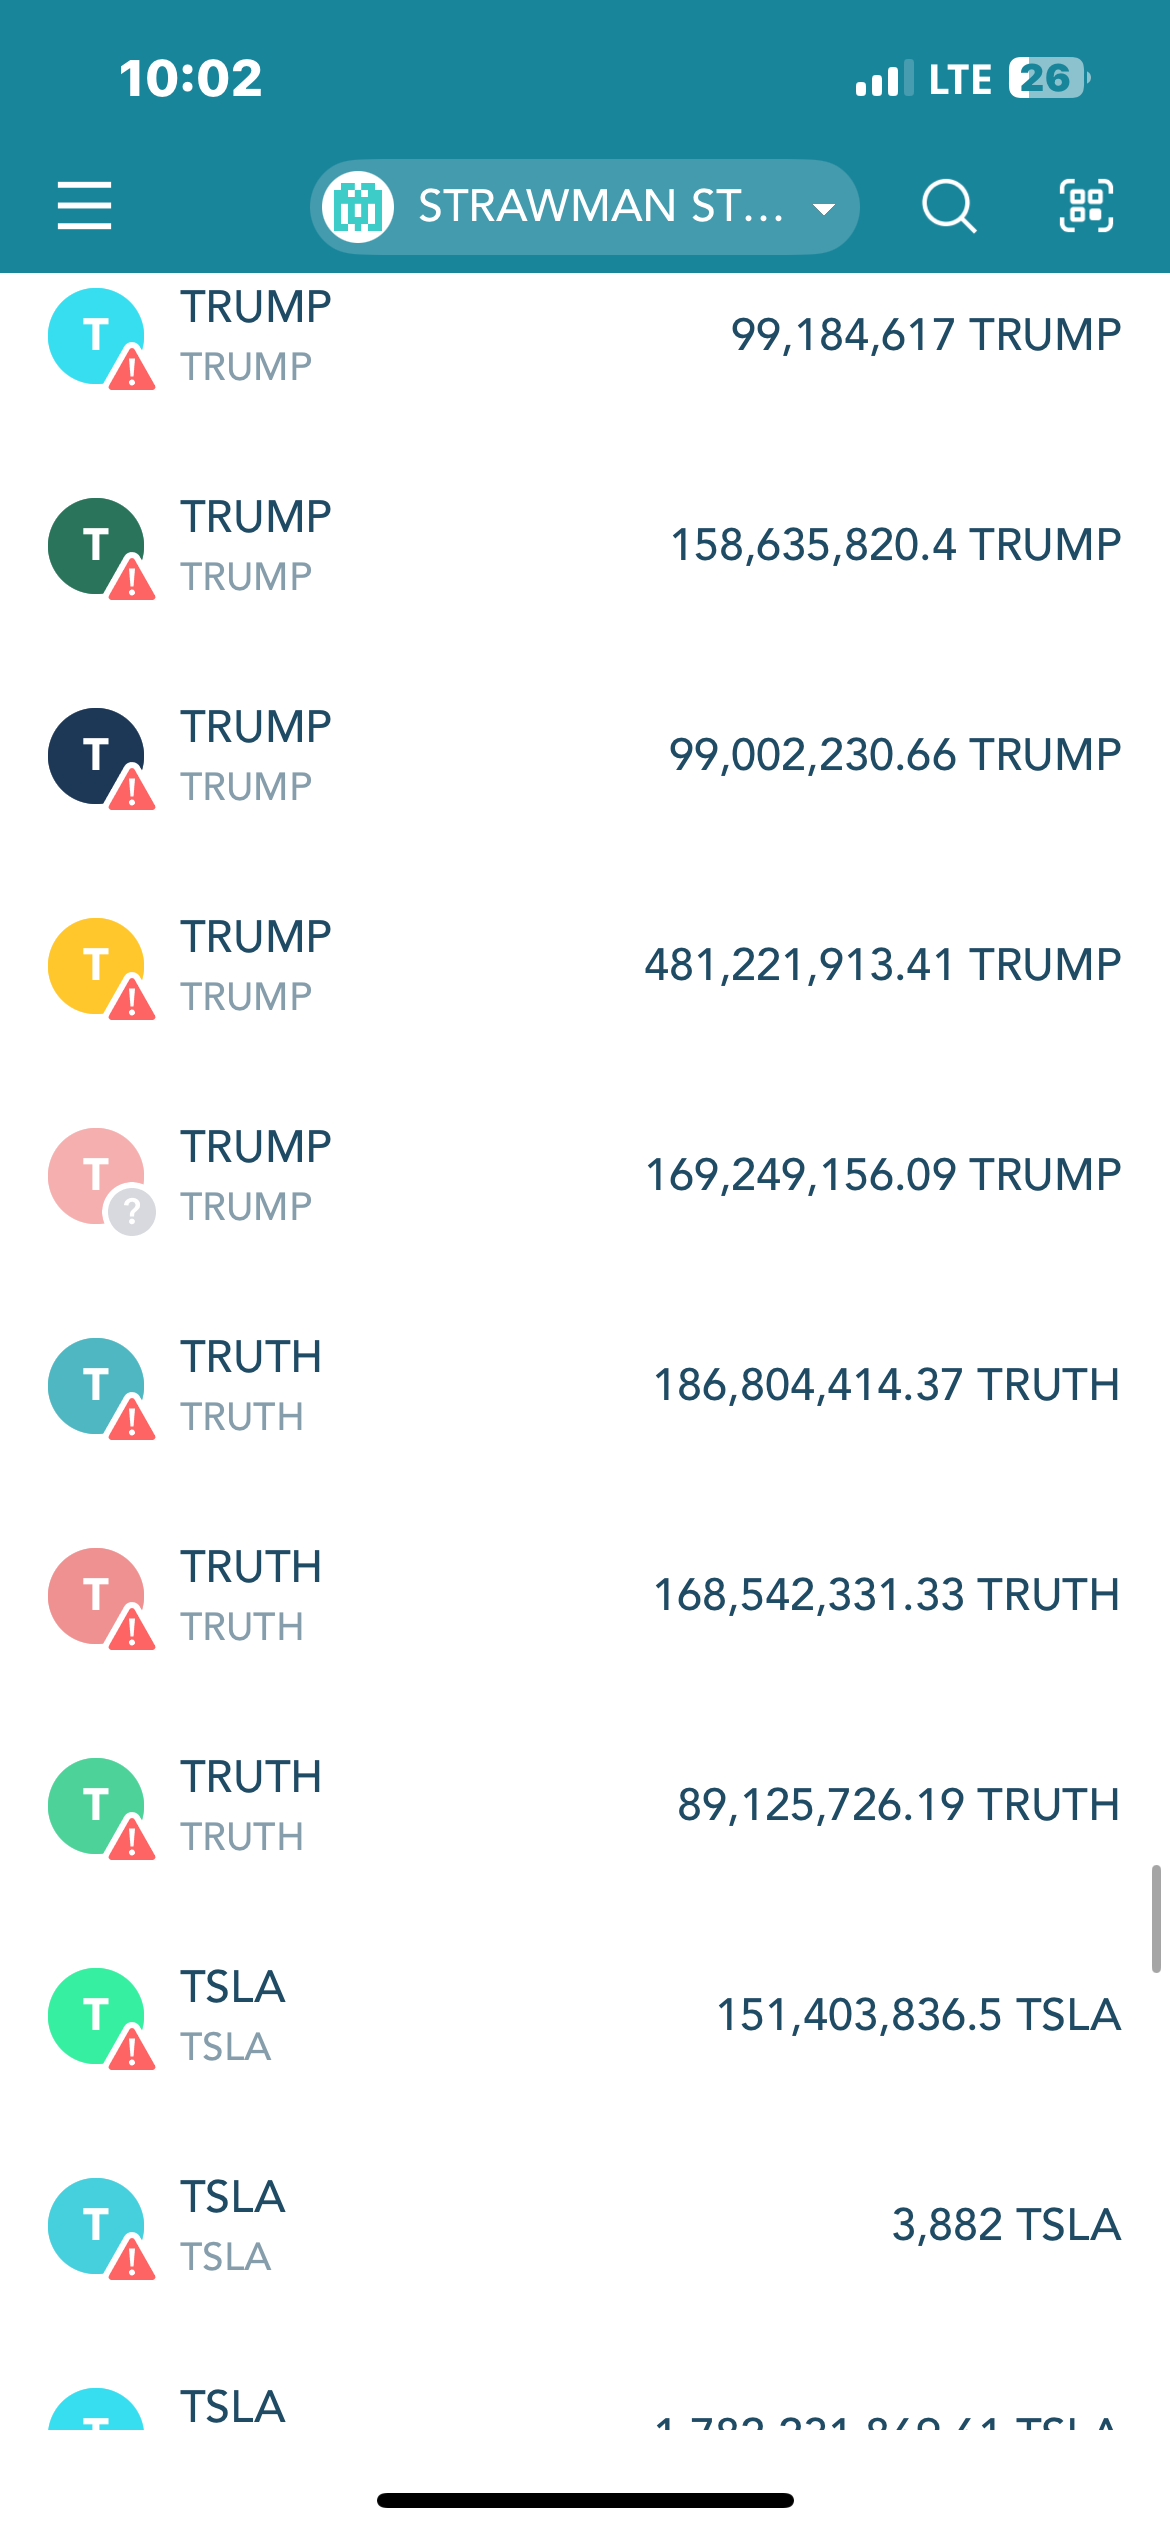 10:02
LTE 26
STRAWMAN ST...
T TRUMP
TRUMP
99,184,617 TRUMP
T TRUMP
TRUMP
158,635,820.4 TRUMP
T TRUMP
TRUMP
99,002,230.66 TRUMP
T TRUMP
TRUMP
481,221,913.41 TRUMP
T TRUMP
? TRUMP
169,249,156.09 TRUMP
T TRUTH
TRUTH
186,804,414.37 TRUTH
T TRUTH
TRUTH
168,542,331.33 TRUTH
T TRUTH
TRUTH
89,125,726.19 TRUTH
T TSLA
TSLA
151,403,836.5 TSLA
T TSLA
TSLA
3,882 TSLA
T TSLA
TSLA